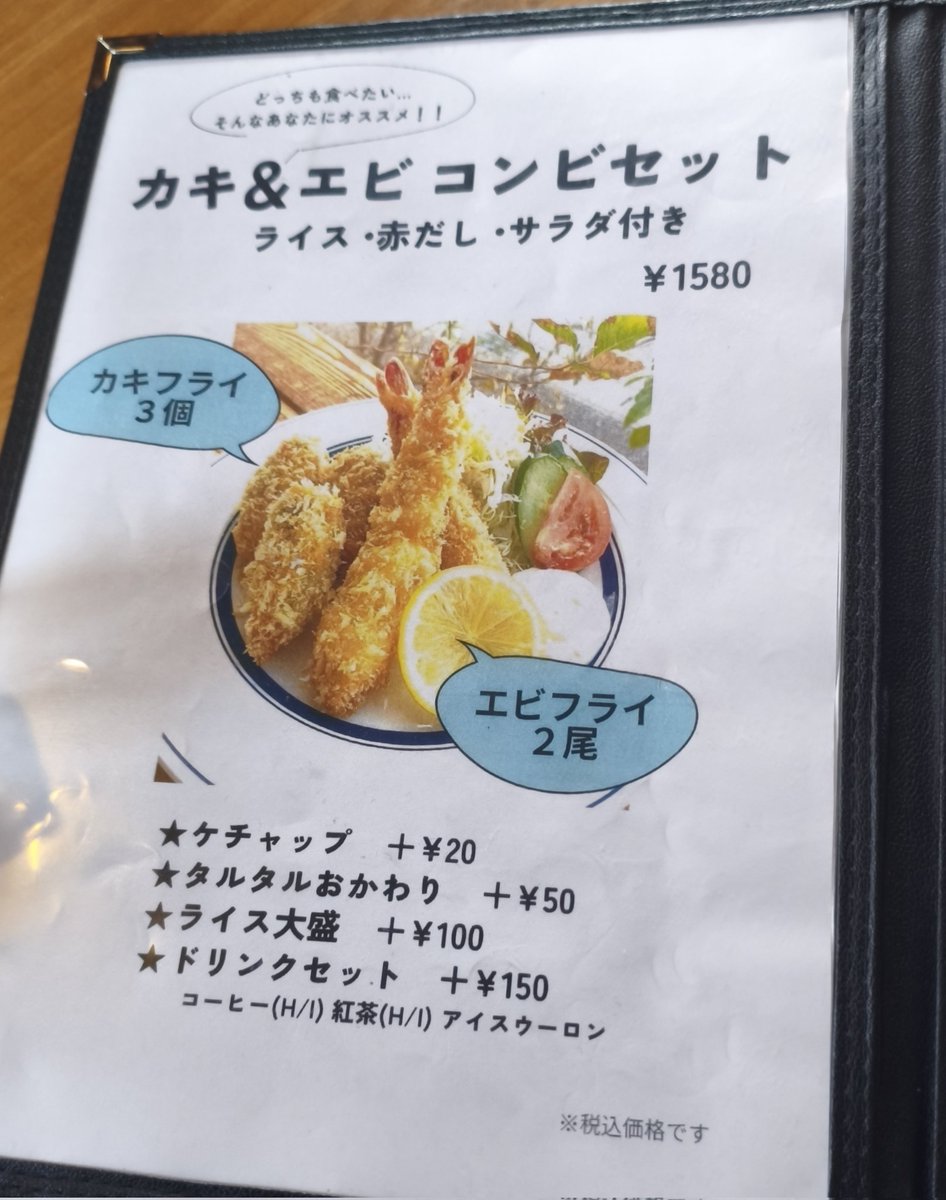 どっちも食べたい...
そんなあなたにオススメ！！
カキ&エビ コンビセット
ライス・赤だし・サラダ付き
¥1580
カキフライ
3個
エビフライ
2尾
★ケチャップ ＋¥20
★タルタルおかわり ＋¥50
★ライス大盛 ＋¥100
★ドリンクセット ＋¥150
コーヒー(H/I) 紅茶(H/I) アイスウーロン
※税込価格です